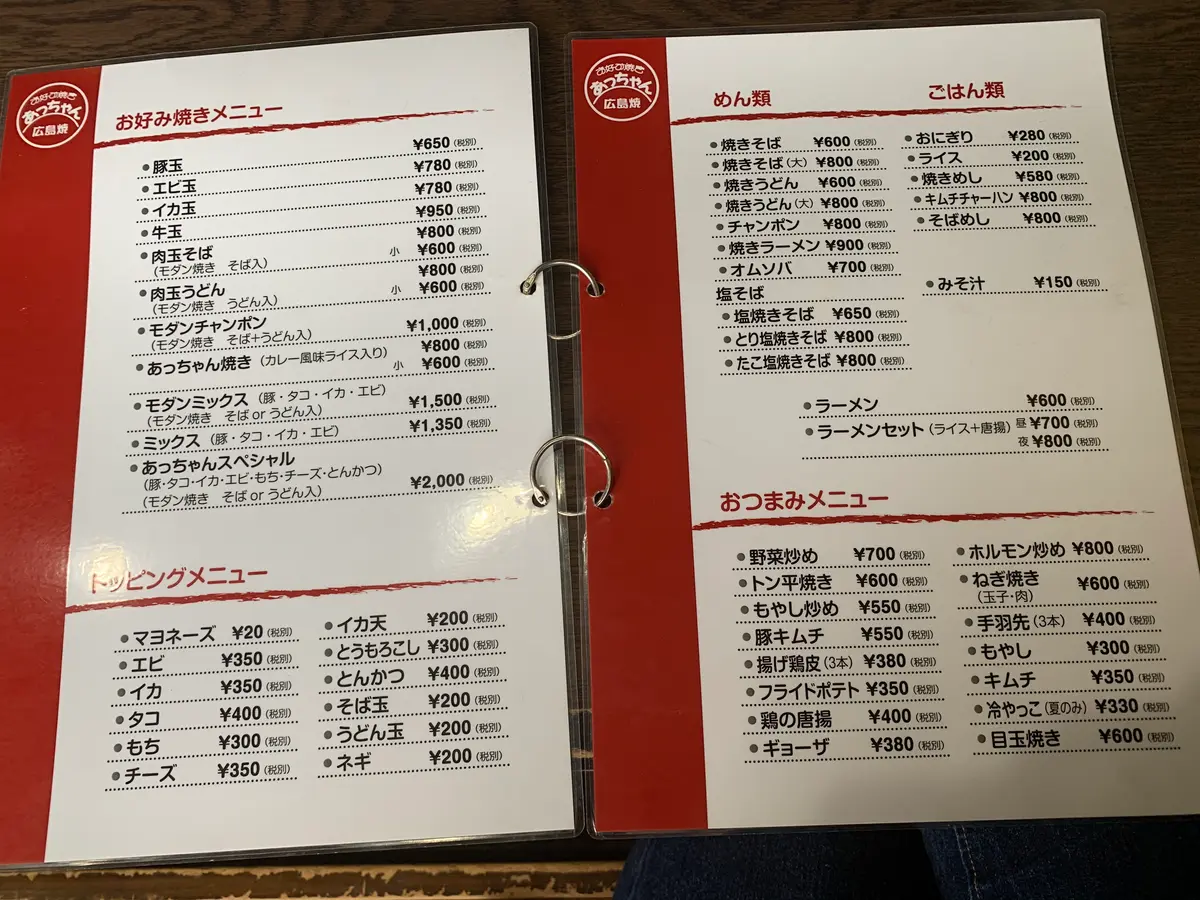 お好み焼き
あっちゃん
広島焼
お好み焼きメニュー
●豚玉 ¥650(税別)
●エビ玉 ¥780(税別)
●イカ玉 ¥780(税別)
●牛玉 ¥950(税別)
●肉玉そば ¥800(税別)
(モダン焼き そば入) 小 ¥600(税別)
●肉玉うどん ¥800(税別)
(モダン焼き うどん入) 小 ¥600(税別)
●モダンチャンポン ¥1,000(税別)
(モダン焼き そば+うどん入)
●あっちゃん焼き(カレー風味ライス入り) ¥800(税別)
小 ¥600(税別)
●モダンミックス(豚・タコ・イカ・エビ) ¥1,500(税別)
(モダン焼き そば or うどん入)
●ミックス(豚・タコ・イカ・エビ) ¥1,350(税別)
●あっちゃんスペシャル
(豚・タコ・イカ・エビ・もち・チーズ・とんかつ)
(モダン焼き そば or うどん入) ¥2,000(税別)
トッピングメニュー
●マヨネーズ ¥20(税別)
●エビ ¥350(税別)
●イカ ¥350(税別)
●タコ ¥400(税別)
●もち ¥300(税別)
●チーズ ¥350(税別)
●イカ天 ¥200(税別)
●とうもろこし ¥300(税別)
●とんかつ ¥400(税別)
●そば玉 ¥200(税別)
●うどん玉 ¥200(税別)
●ネギ ¥200(税別)
お好み焼き
あっちゃん
広島焼
めん類
●焼きそば ¥600(税別)
●焼きそば(大) ¥800(税別)
●焼きうどん ¥600(税別)
●焼きうどん(大) ¥800(税別)
●チャンポン ¥800(税別)
●焼きラーメン ¥900(税別)
●オムソバ ¥700(税別)
塩そば
●塩焼きそば ¥650(税別)
●とり塩焼きそば ¥800(税別)
●たこ塩焼きそば ¥800(税別)
ごはん類
●おにぎり ¥280(税別)
●ライス ¥200(税別)
●焼きめし ¥580(税別)
●キムチチャーハン ¥800(税別)
●そばめし ¥800(税別)
●みそ汁 ¥150(税別)
●ラーメン ¥600(税別)
●ラーメンセット(ライス+唐揚) 昼 ¥700(税別)
夜 ¥800(税別)
おつまみメニュー
●野菜炒め ¥700(税別)
●トン平焼き ¥600(税別)
●もやし炒め ¥550(税別)
●豚キムチ ¥550(税別)
●揚げ鶏皮(3本) ¥380(税別)
●フライドポテト ¥350(税別)
●鶏の唐揚 ¥400(税別)
●ギョーザ ¥380(税別)
●ホルモン炒め ¥800(税別)
●ねぎ焼き ¥600(税別)
(玉子・肉)
●手羽先(3本) ¥400(税別)
●もやし ¥300(税別)
●キムチ ¥350(税別)
●冷やっこ(夏のみ) ¥330(税別)
●目玉焼き ¥600(税別)